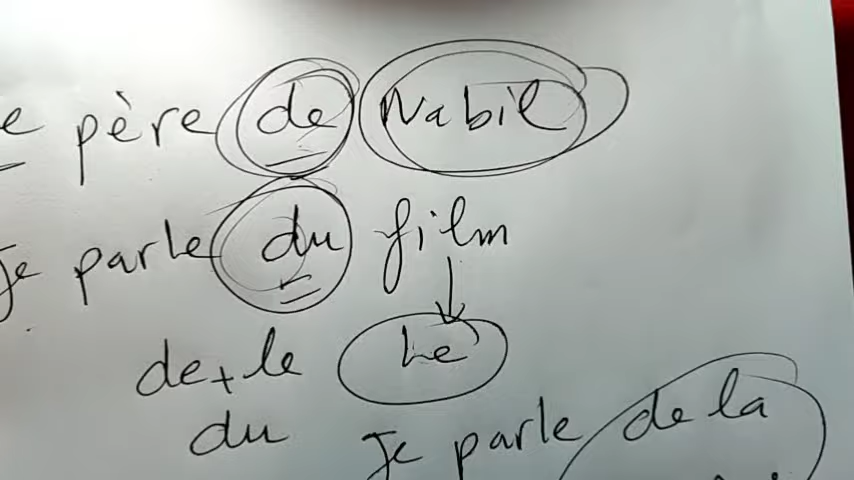 e père de Nabil
Je parle du film
de+le Le
du
Je parle de la